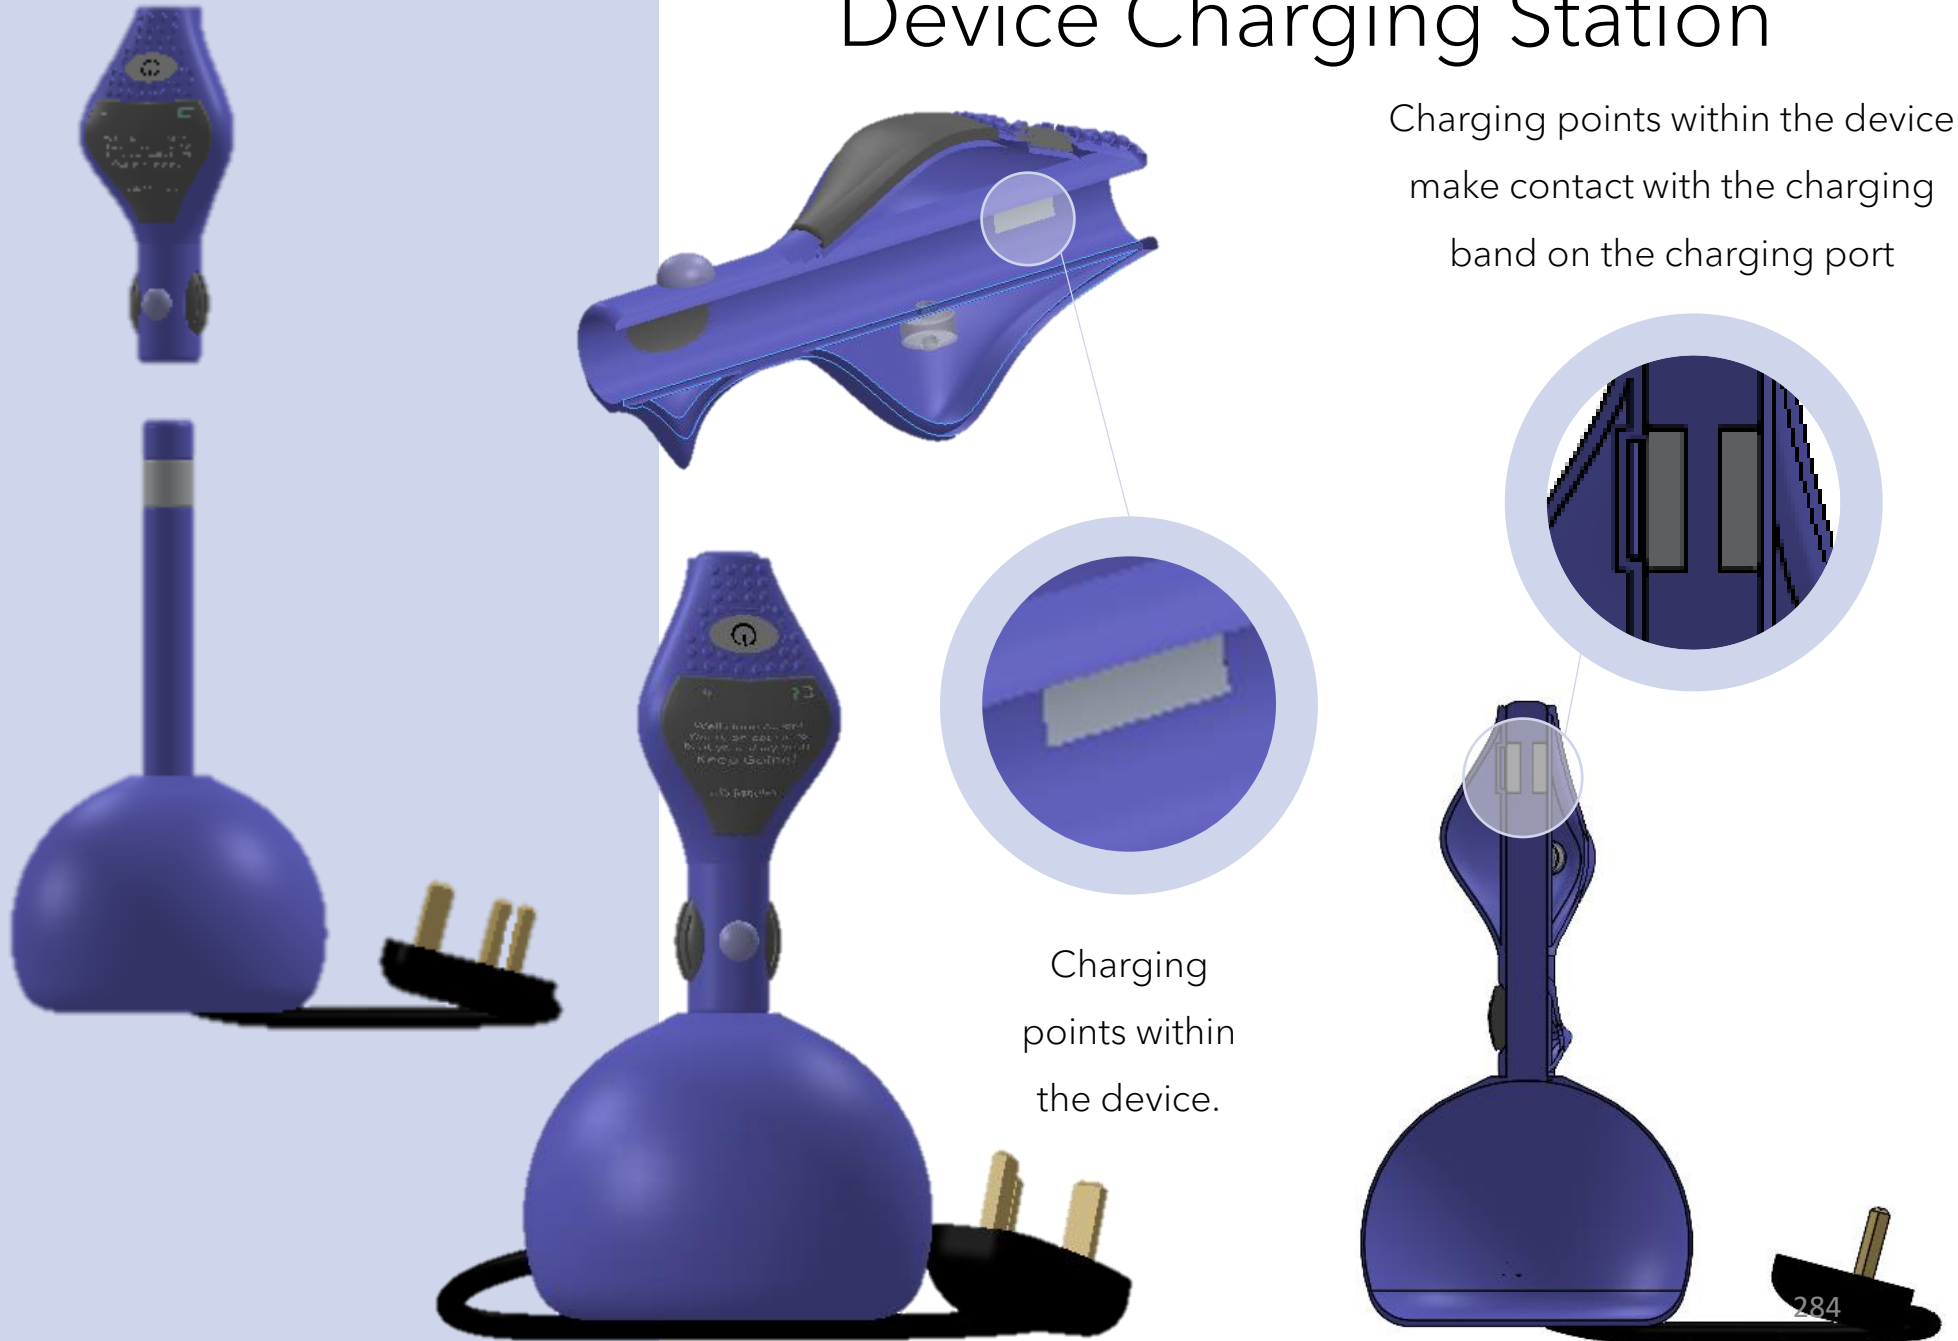 Device Charging Station
Charging points within the device
make contact with the charging
band on the charging port
Keep Going!
Charging
points within
the device.
284